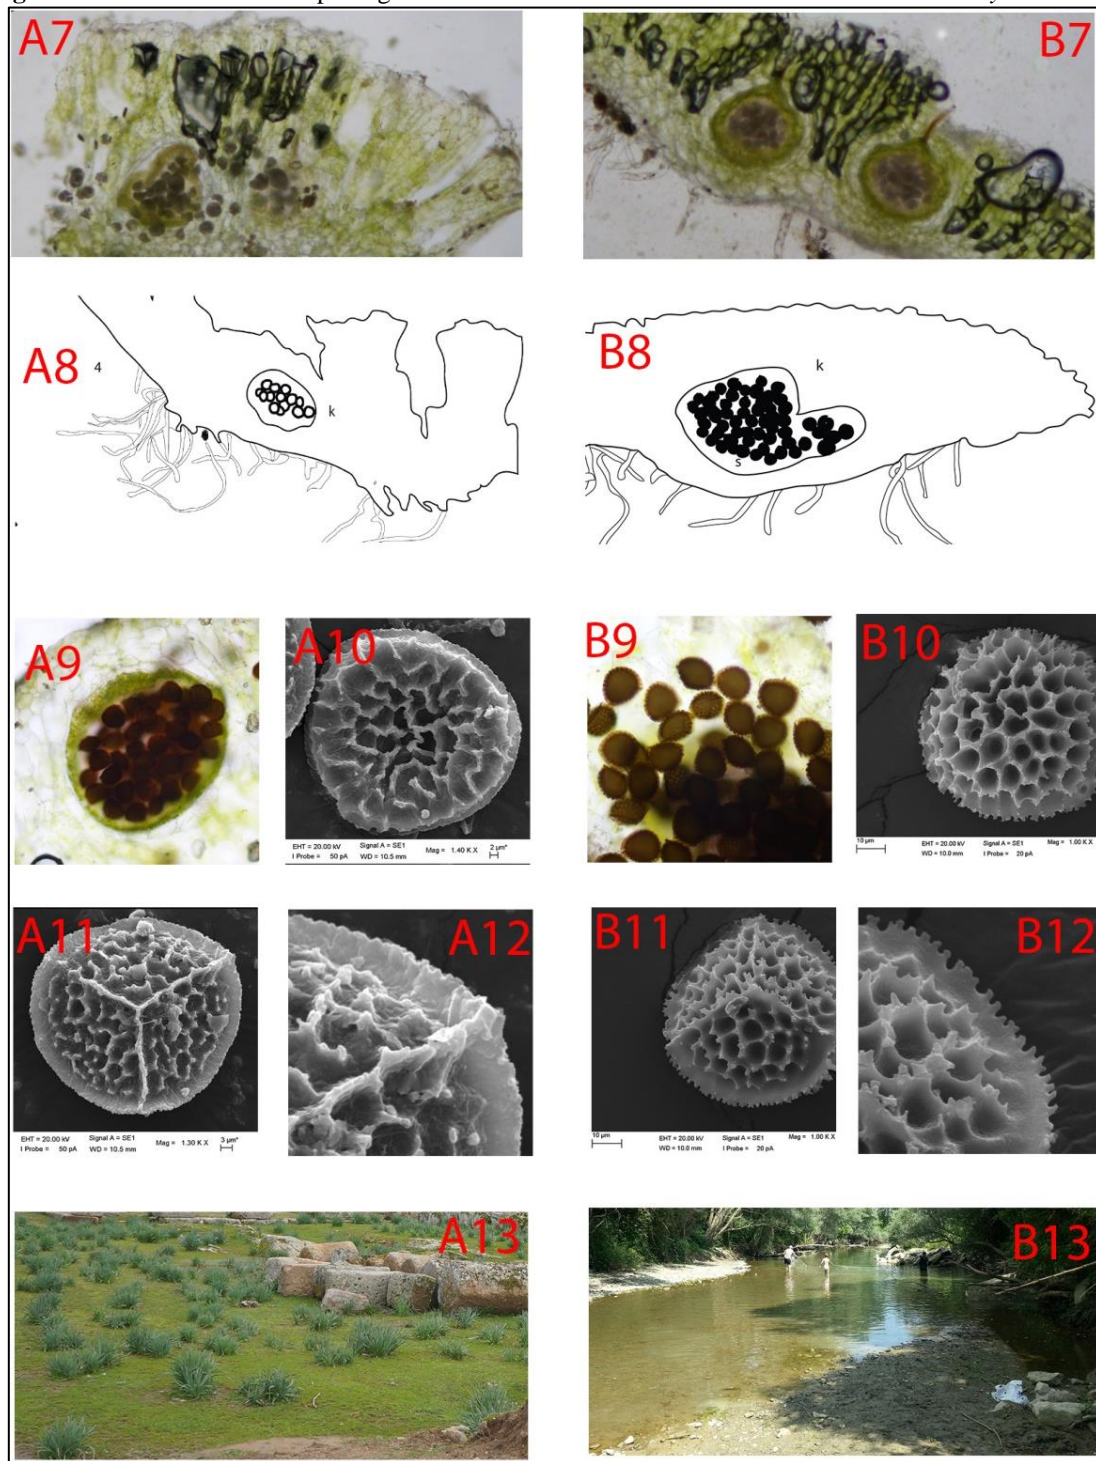 A7
B7
A8
4
k
B8
k
s
A9
A10
EHT = 20.00 kV
Signal A = SE1
Mag = 1.40 K X
2 µm*
I Probe = 50 pA
WD = 10.5 mm
B9
B10
10 µm
EHT = 20.00 kV
Signal A = SE1
Mag = 1.00 K X
WD = 10.0 mm
I Probe = 20 pA
A11
EHT = 20.00 kV
Signal A = SE1
Mag = 1.30 K X
3 µm*
I Probe = 50 pA
WD = 10.5 mm
A12
B11
10 µm
EHT = 20.00 kV
Signal A = SE1
Mag = 1.00 K X
WD = 10.0 mm
I Probe = 20 pA
B12
A13
B13